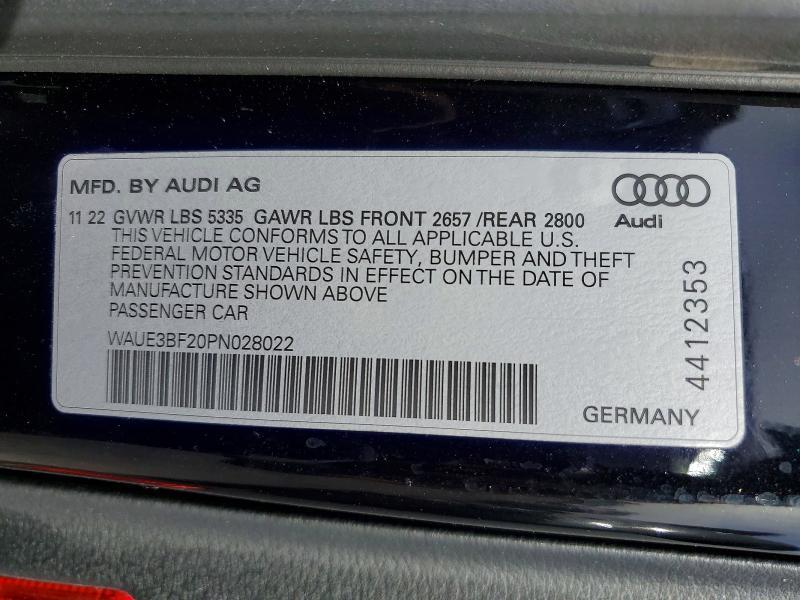 MFD. BY AUDI AG
Audi
11 22 GVWR LBS 5335 GAWR LBS FRONT 2657 /REAR 2800
THIS VEHICLE CONFORMS TO ALL APPLICABLE U.S.
FEDERAL MOTOR VEHICLE SAFETY, BUMPER AND THEFT
PREVENTION STANDARDS IN EFFECT ON THE DATE OF
MANUFACTURE SHOWN ABOVE
PASSENGER CAR
WAUE3BF20PN028022
4412353
GERMANY